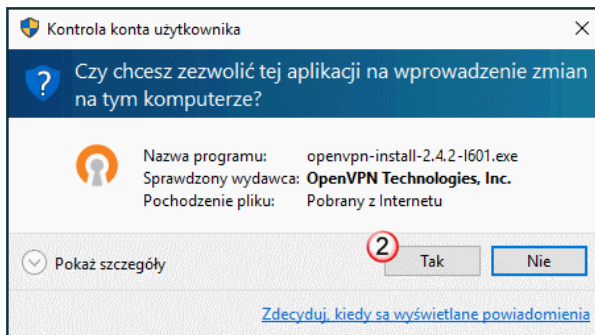 Kontrola konta użytkownika
Czy chcesz zezwolić tej aplikacji na wprowadzenie zmian
na tym komputerze?
Nazwa programu: openvpn-install-2.4.2-I601.exe
Sprawdzony wydawca: OpenVPN Technologies, Inc.
Pochodzenie pliku: Pobrany z Internetu
Pokaż szczegóły
2
Tak
Nie
Zdecyduj, kiedy są wyświetlane powiadomienia